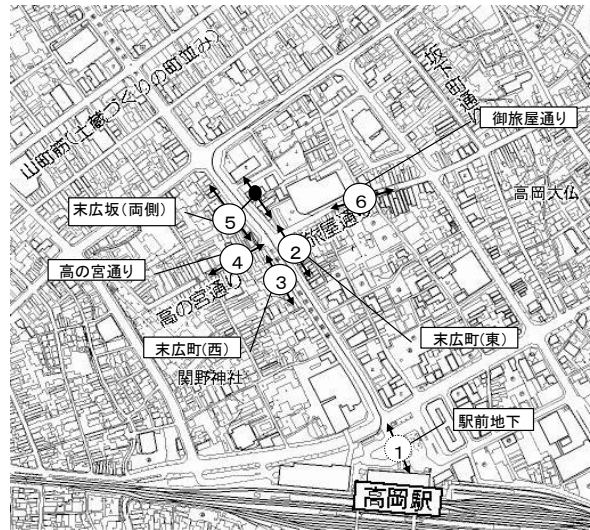 山町筋(土蔵づくりの町並み)
坂下町通り
御旅屋通り
高岡大仏
末広坂(両側)
6
5
旅屋通り
高の宮通り
4
2
3
高の宮通り
末広町(西)
末広町(東)
関野神社
駅前地下
1
高岡駅